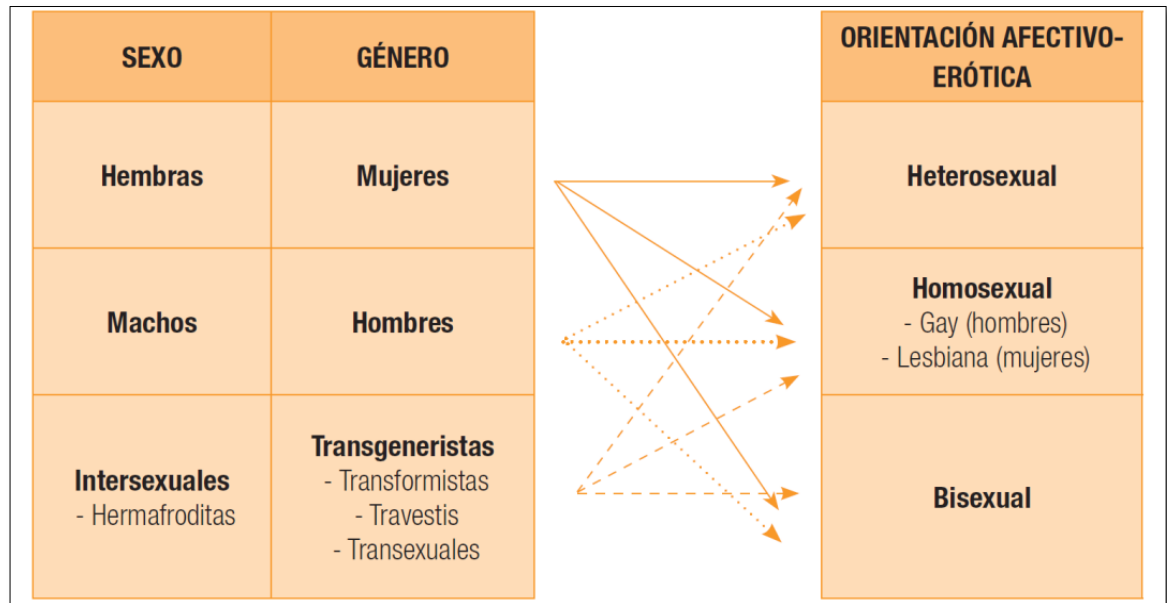 SEXO
GÉNERO
ORIENTACIÓN AFECTIVO-
ERÓTICA
Hembras
Mujeres
Heterosexual
Machos
Hombres
Homosexual
- Gay (hombres)
- Lesbiana (mujeres)
Intersexuales
- Hermafroditas
Transgeneristas
- Transformistas
- Travestis
- Transexuales
Bisexual